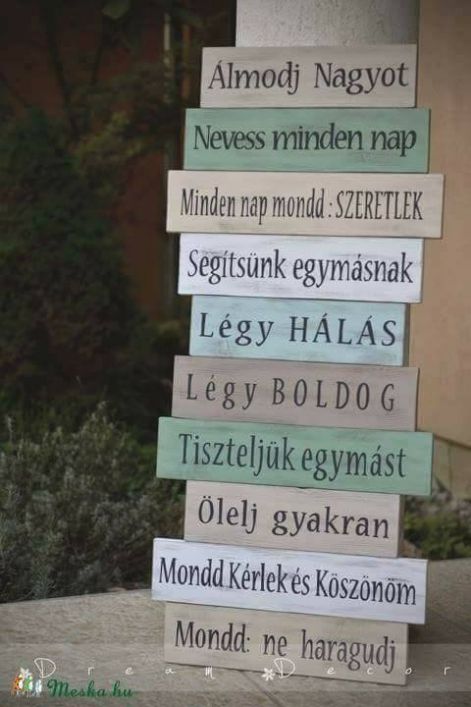 Álmodj Nagyot
Nevess minden nap
Minden nap mondd : SZERETLEK
Segítsünk egymásnak
Légy HÁLÁS
Légy BOLDOG
Tiszteljük egymást
Ölelj gyakran
Mondd Kérlek és Köszönöm
Mondd: ne haragudj
Dream Decor
Meska.hu